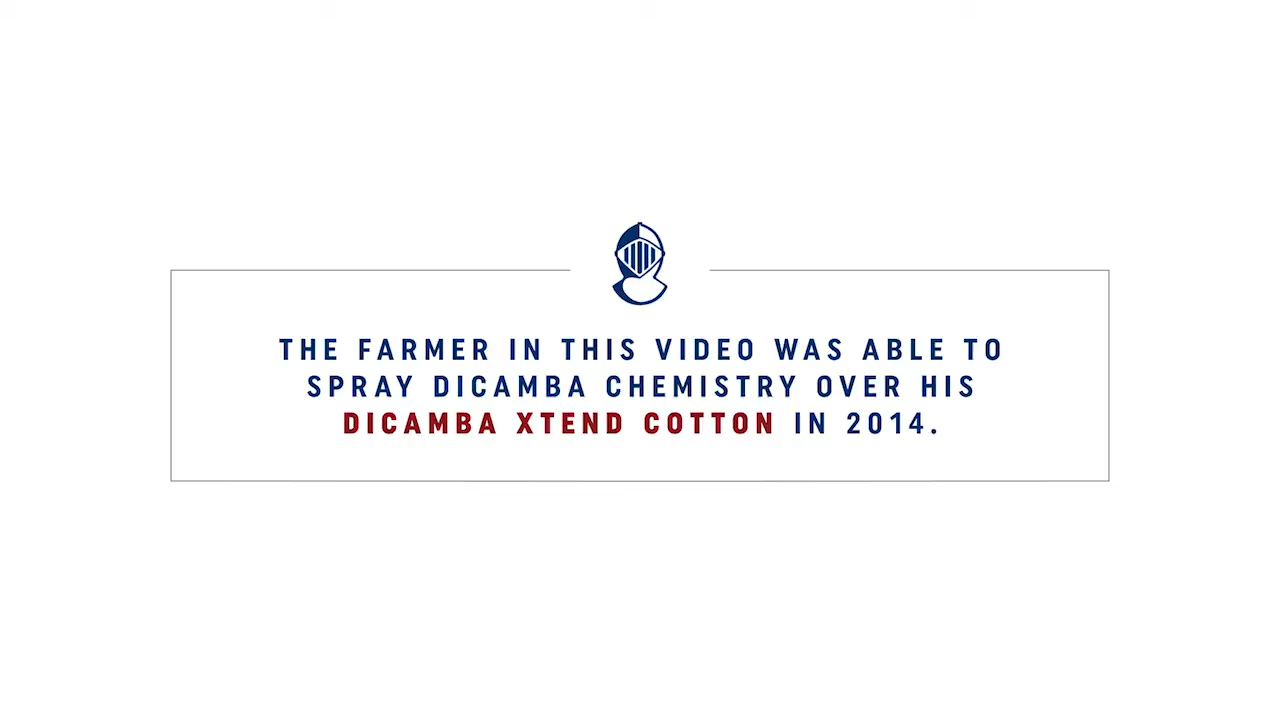 THE FARMER IN THIS VIDEO WAS ABLE TO
SPRAY DICAMBA CHEMISTRY OVER HIS
DICAMBA XTEND COTTON IN 2014.